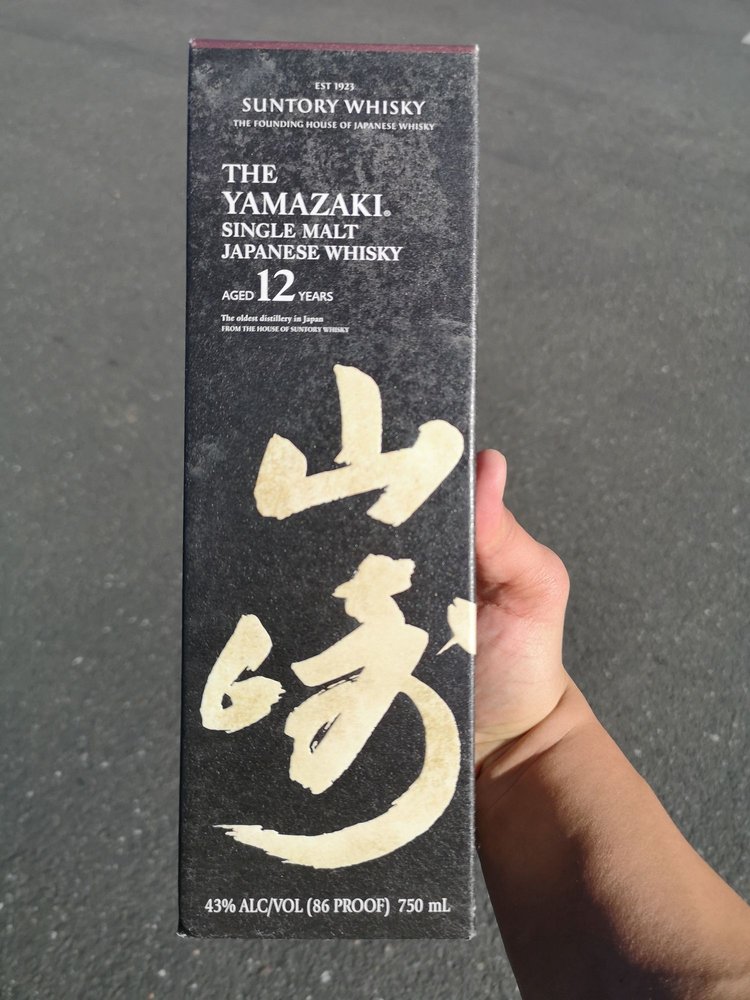 EST 1923
SUNTORY WHISKY
THE FOUNDING HOUSE OF JAPANESE WHISKY
THE
YAMAZAKI®
SINGLE MALT
JAPANESE WHISKY
AGED 12 YEARS
The oldest distillery in Japan
FROM THE HOUSE OF SUNTORY WHISKY
山
崎
43% ALC/VOL (86 PROOF) 750 mL